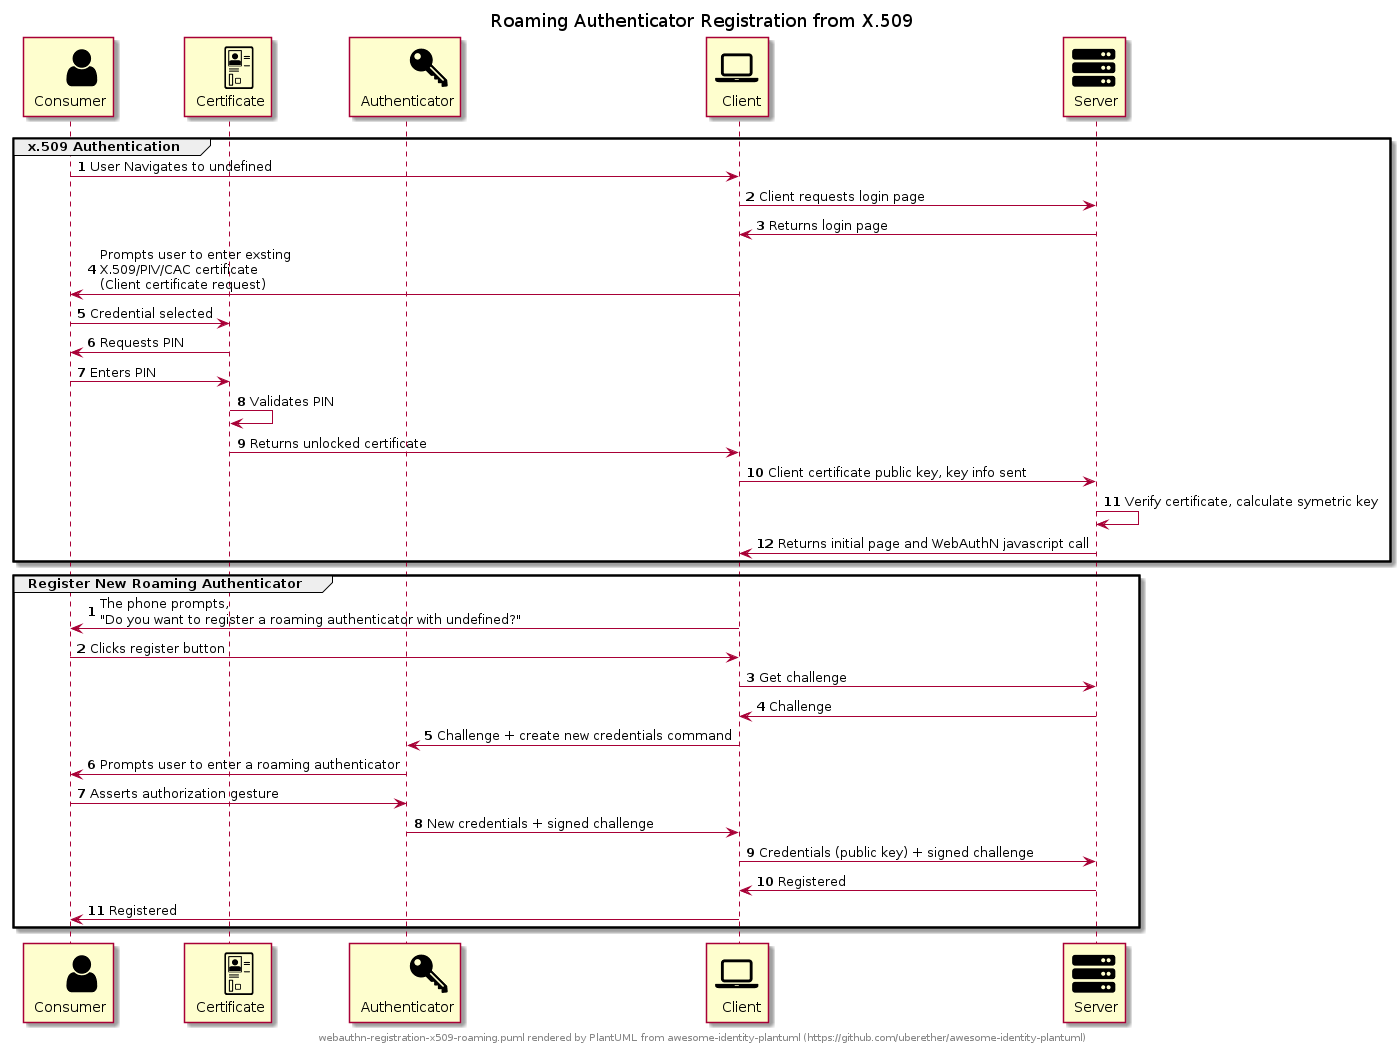 Roaming Authenticator Registration from X.509
Consumer
Certificate
Authenticator
Client
Server
x.509 Authentication
1 User Navigates to undefined
2 Client requests login page
3 Returns login page
Prompts user to enter exsting
4 X.509/PIV/CAC certificate
(Client certificate request)
5 Credential selected
6 Requests PIN
7 Enters PIN
8 Validates PIN
9 Returns unlocked certificate
10 Client certificate public key, key info sent
11 Verify certificate, calculate symetric key
12 Returns initial page and WebAuthN javascript call
Register New Roaming Authenticator
1 The phone prompts,
"Do you want to register a roaming authenticator with undefined?"
2 Clicks register button
3 Get challenge
4 Challenge
5 Challenge + create new credentials command
6 Prompts user to enter a roaming authenticator
7 Asserts authorization gesture
8 New credentials + signed challenge
9 Credentials (public key) + signed challenge
10 Registered
11 Registered
Consumer
Certificate
Authenticator
Client
Server
webauthn-registration-x509-roaming.puml rendered by PlantUML from awesome-identity-plantuml (https://github.com/uberether/awesome-identity-plantuml)